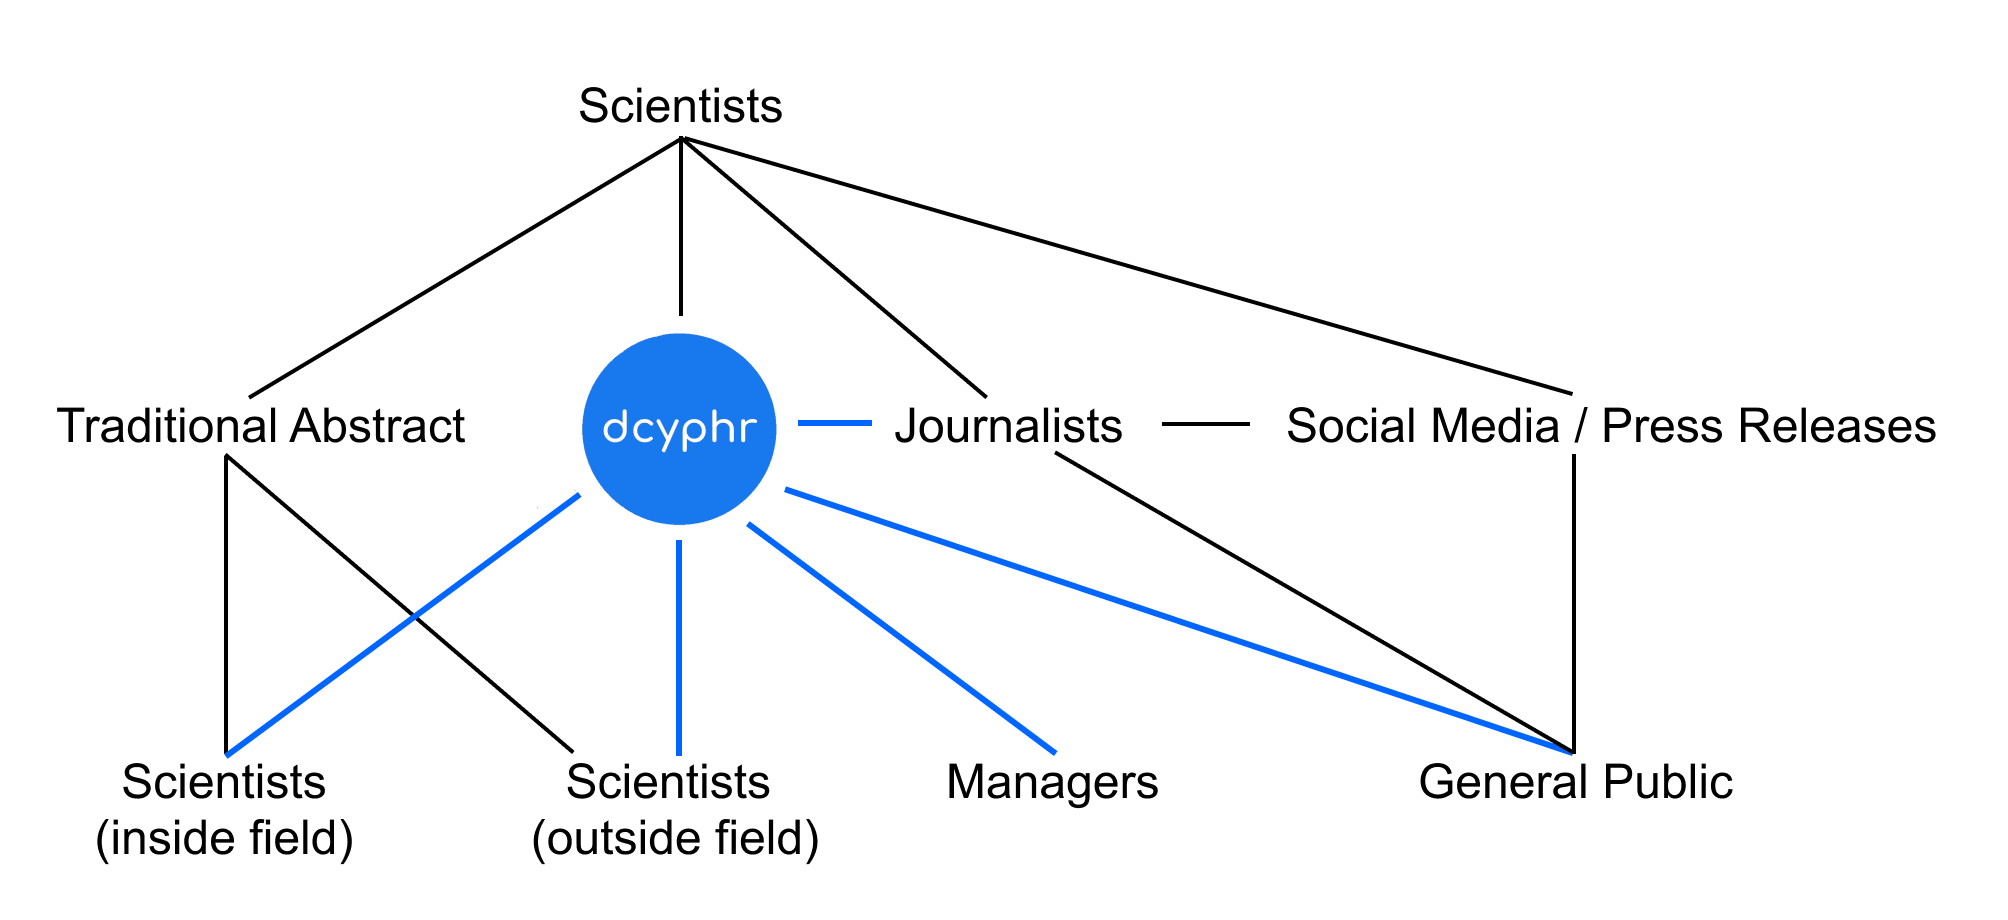 Scientists
Traditional Abstract
dcyphr
Journalists
Social Media / Press Releases
Scientists
(inside field)
Scientists
(outside field)
Managers
General Public